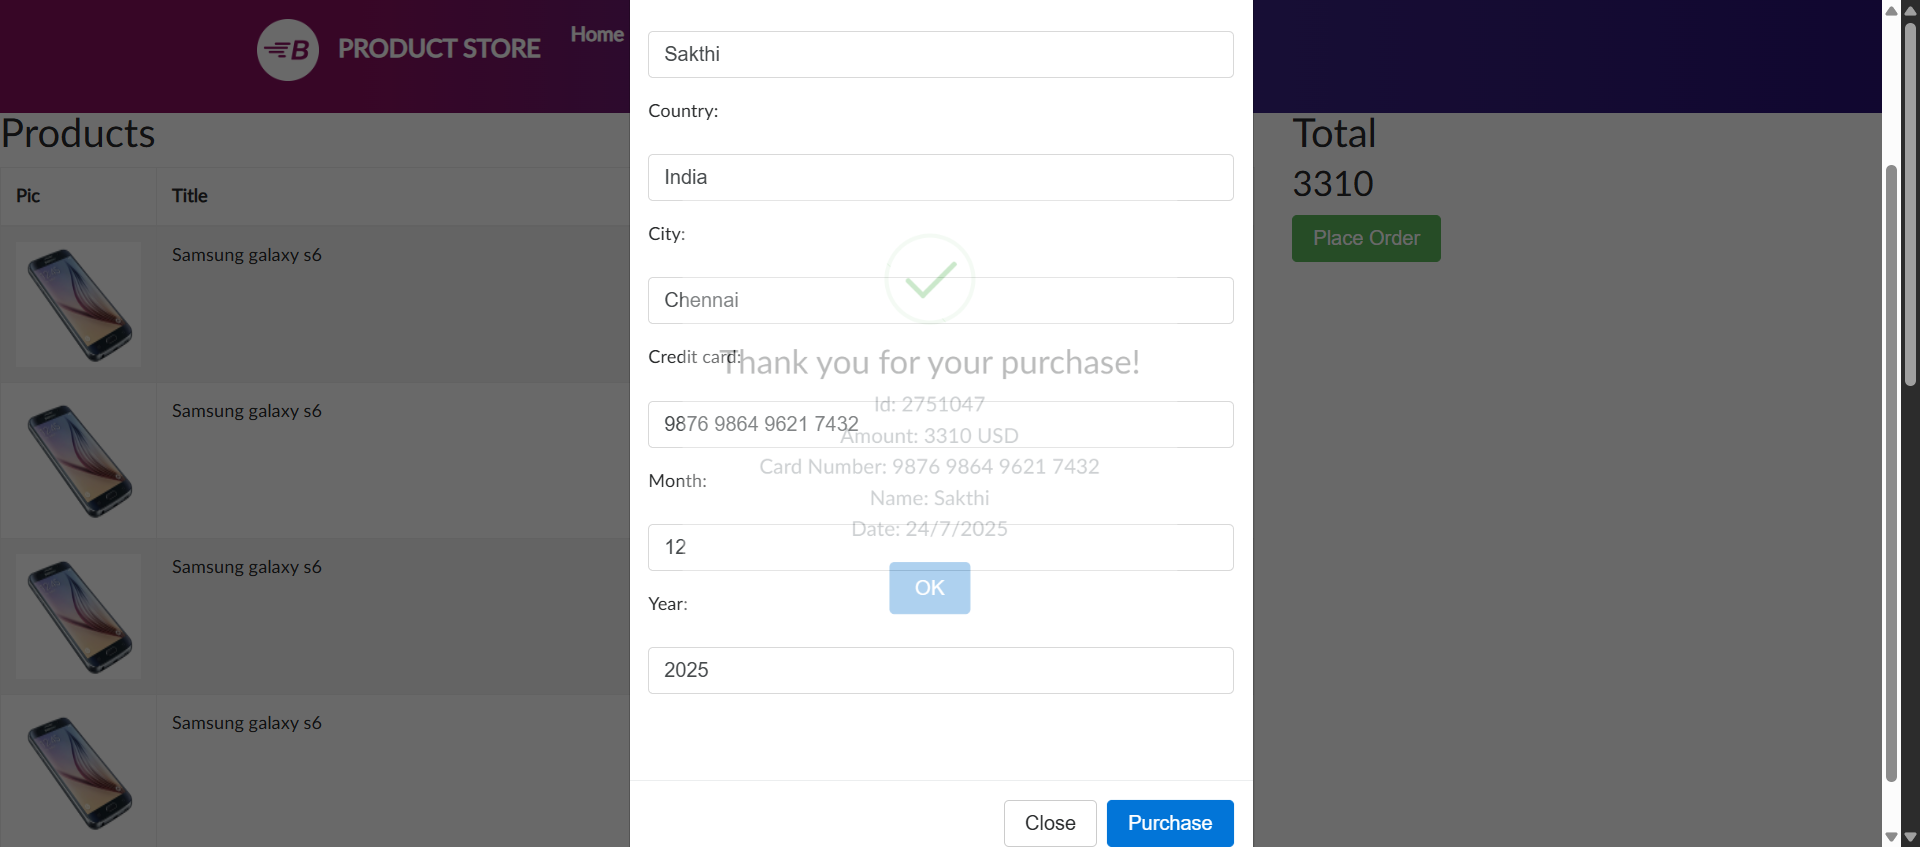 B PRODUCT STORE
Home
Products
Pic Title
Samsung galaxy s6
Samsung galaxy s6
Samsung galaxy s6
Samsung galaxy s6
Sakthi
Country:
India
City:
Chennai
Credit card:
9876 9864 9621 7432
Month:
12
Year:
2025
Close Purchase
Thank you for your purchase!
Id: 2751047
Amount: 3310 USD
Card Number: 9876 9864 9621 7432
Name: Sakthi
Date: 24/7/2025
OK
Total
3310
Place Order